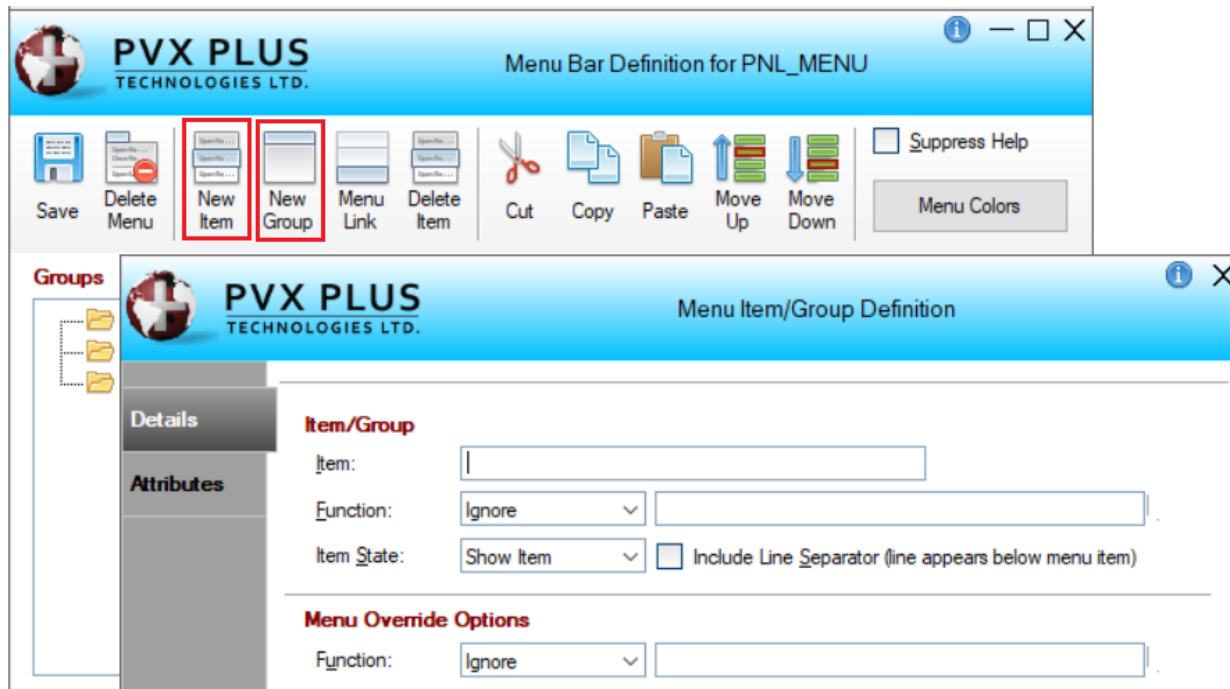 PVX PLUS
TECHNOLOGIES LTD.
Menu Bar Definition for PNL_MENU
Save
Delete Menu
New Item
New Group
Menu Link
Delete Item
Cut
Copy
Paste
Move Up
Move Down
Suppress Help
Menu Colors
Groups
PVX PLUS
TECHNOLOGIES LTD.
Menu Item/Group Definition
Details
Attributes
Item/Group
Item:
Function: Ignore
Item State: Show Item Include Line Separator (line appears below menu item)
Menu Override Options
Function: Ignore